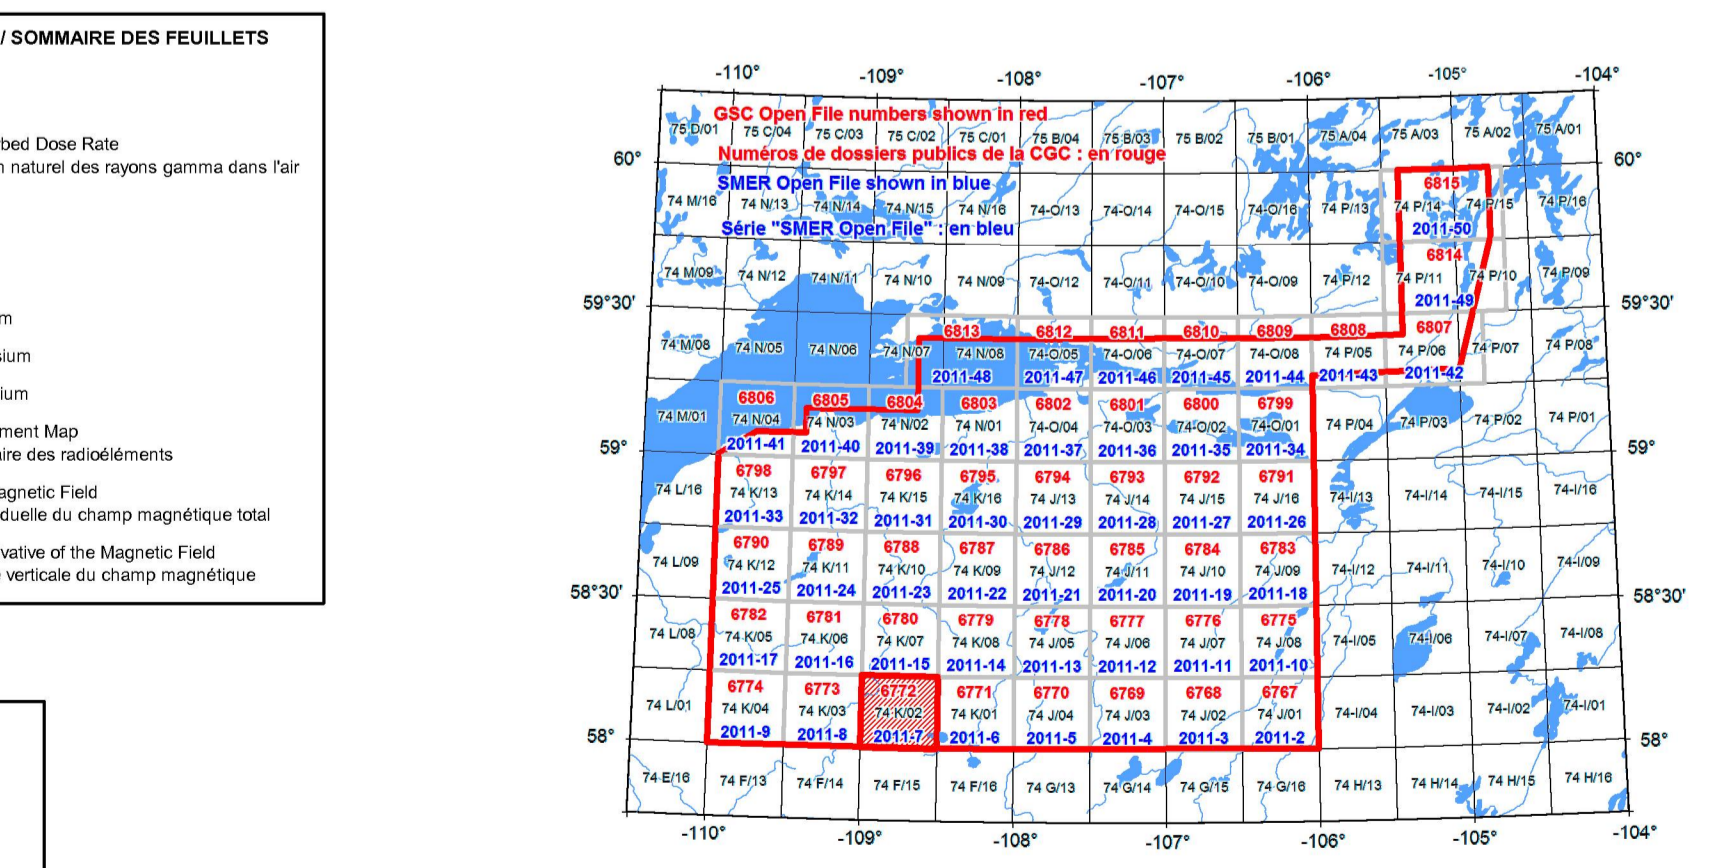 / SOMMAIRE DES FEUILLETS
rbed Dose Rate
n naturel des rayons gamma dans l'air
m
sium
ium
ment Map
aire des radioéléments
agnetic Field
duelle du champ magnétique total
vative of the Magnetic Field
e verticale du champ magnétique
-110° -109° -108° -107° -106° -105° -104°
GSC Open File numbers shown in red
75 D/01 75 C/04 75 C/03 75 C/02 75 C/01 75 B/04 75 B/03 75 B/02 75 B/01 75 A/04 75 A/03 75 A/02 75 A/01
Numéros de dossiers publics de la CGC : en rouge
60° 60°
SMER Open File shown in blue
6815
74 M/16 74 N/13 74 N/14 74 N/15 74 N/16 74-O/13 74-O/14 74-O/15 74-O/16 74 P/13 74 P/14 74 P/15 74 P/16
Série "SMER Open File" : en bleu
2011-50
6814
74 M/09 74 N/12 74 N/11 74 N/10 74 N/09 74-O/12 74-O/11 74-O/10 74-O/09 74 P/12 74 P/11 74 P/10 74 P/09
2011-49
59°30' 59°30'
6813 6812 6811 6810 6809 6808 6807
74 M/08 74 N/05 74 N/06 74 N/07 74 N/08 74-O/05 74-O/06 74-O/07 74-O/08 74 P/05 74 P/06 74 P/07 74 P/08
2011-48 2011-47 2011-46 2011-45 2011-44 2011-43 2011-42
6806 6805 6804 6803 6802 6801 6800 6799
74 M/01 74 N/04 74 N/03 74 N/02 74 N/01 74-O/04 74-O/03 74-O/02 74-O/01 74 P/04 74 P/03 74 P/02 74 P/01
2011-41 2011-40 2011-39 2011-38 2011-37 2011-36 2011-35 2011-34
59° 59°
6798 6797 6796 6795 6794 6793 6792 6791
74 L/16 74 K/13 74 K/14 74 K/15 74 K/16 74 J/13 74 J/14 74 J/15 74 J/16 74-I/13 74-I/14 74-I/15 74-I/16
2011-33 2011-32 2011-31 2011-30 2011-29 2011-28 2011-27 2011-26
6790 6789 6788 6787 6786 6785 6784 6783
74 L/09 74 K/12 74 K/11 74 K/10 74 K/09 74 J/12 74 J/11 74 J/10 74 J/09 74-I/12 74-I/11 74-I/10 74-I/09
2011-25 2011-24 2011-23 2011-22 2011-21 2011-20 2011-19 2011-18
58°30' 58°30'
6782 6781 6780 6779 6778 6777 6776 6775
74 L/08 74 K/05 74 K/06 74 K/07 74 K/08 74 J/05 74 J/06 74 J/07 74 J/08 74-I/05 74-I/06 74-I/07 74-I/08
2011-17 2011-16 2011-15 2011-14 2011-13 2011-12 2011-11 2011-10
6774 6773 6772 6771 6770 6769 6768 6767
74 L/01 74 K/04 74 K/03 74 K/02 74 K/01 74 J/04 74 J/03 74 J/02 74 J/01 74-I/04 74-I/03 74-I/02 74-I/01
2011-9 2011-8 2011-7 2011-6 2011-5 2011-4 2011-3 2011-2
58° 58°
74 E/16 74 F/13 74 F/14 74 F/15 74 F/16 74 G/13 74 G/14 74 G/15 74 G/16 74 H/13 74 H/14 74 H/15 74 H/16
-110° -109° -108° -107° -106° -105° -104°